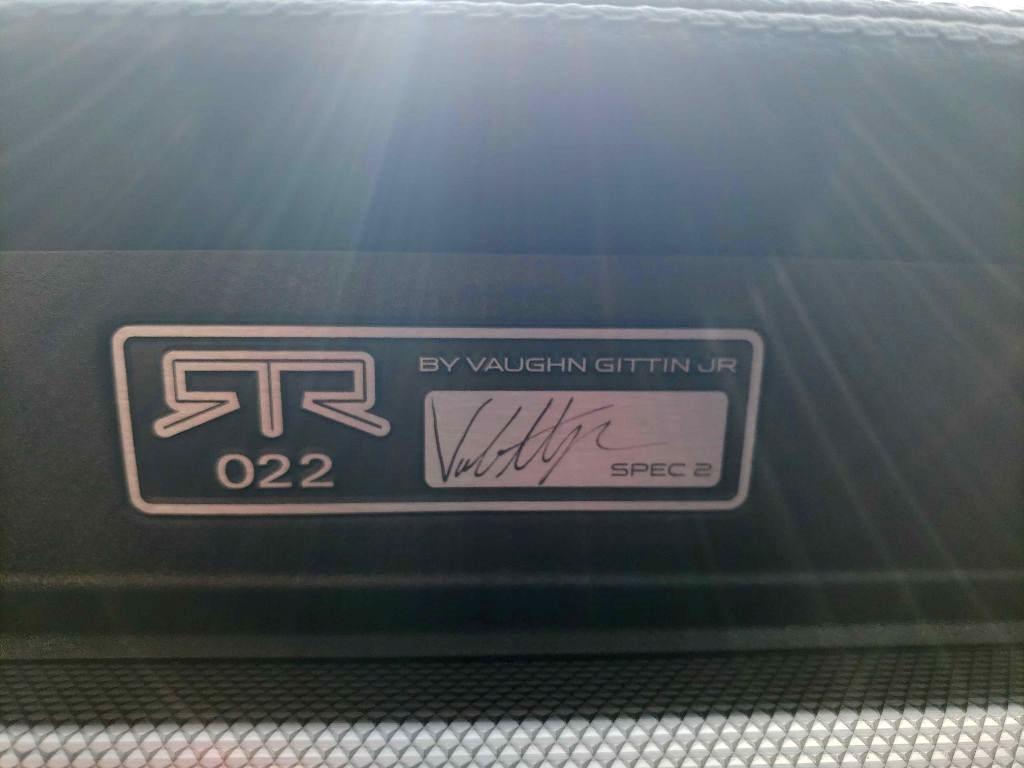 RTR
022
BY VAUGHN GITTIN JR
SPEC 2